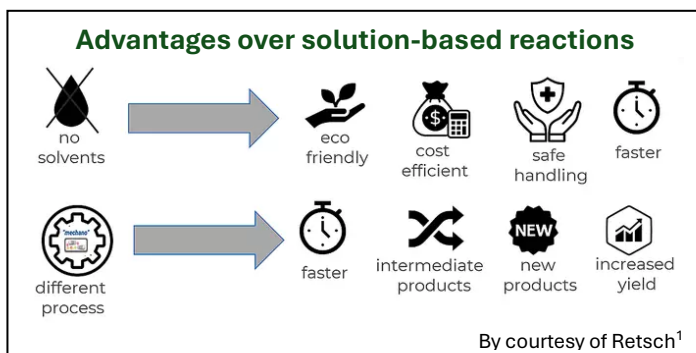 Advantages over solution-based reactions
no
solvents
eco
friendly
cost
efficient
safe
handling
faster
"mechano"
different
process
faster
intermediate
products
NEW
new
products
increased
yield
By courtesy of Retsch¹